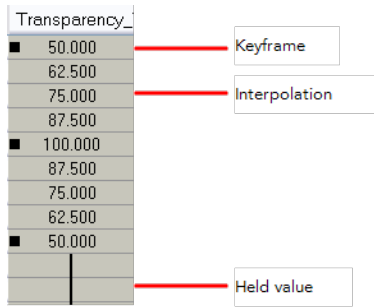 Transparency_
50.000
Keyframe
62.500
75.000
Interpolation
87.500
100.000
87.500
75.000
62.500
50.000
Held value